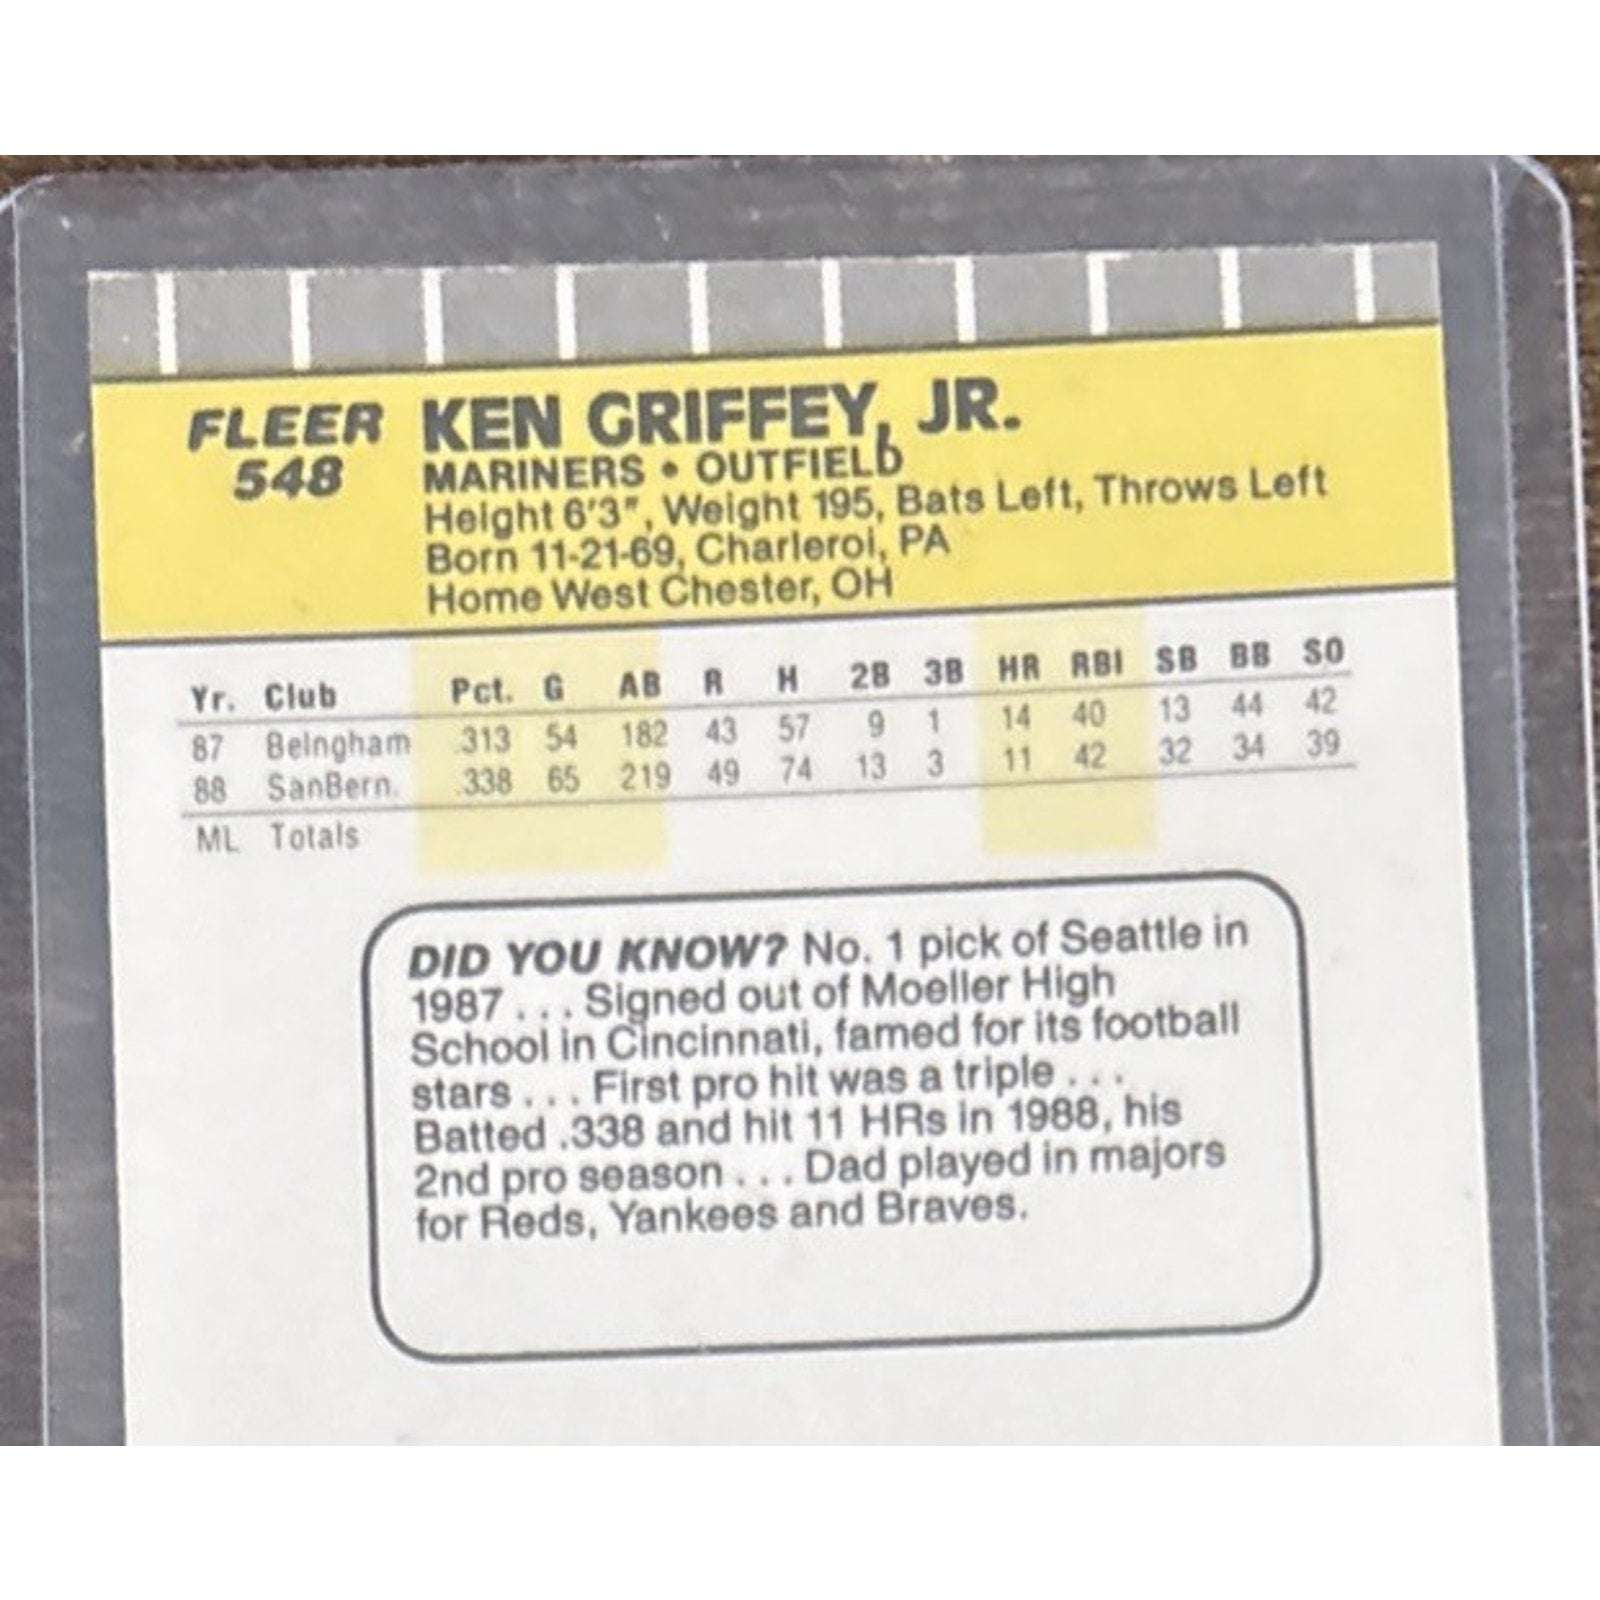 FLEER
548
KEN GRIFFEY, JR.
MARINERS • OUTFIELD
Height 6'3", Weight 195, Bats Left, Throws Left
Born 11-21-69, Charleroi, PA
Home West Chester, OH
Yr. Club Pct. G AB R H 2B 3B HR RBI SB BB SO
87 Belngham .313 54 182 43 57 9 1 14 40 13 44 42
88 SanBern. .338 65 219 49 74 13 3 11 42 32 34 39
ML Totals
DID YOU KNOW? No. 1 pick of Seattle in
1987 . . . Signed out of Moeller High
School in Cincinnati, famed for its football
stars . . . First pro hit was a triple . . .
Batted .338 and hit 11 HRs in 1988, his
2nd pro season . . . Dad played in majors
for Reds, Yankees and Braves.